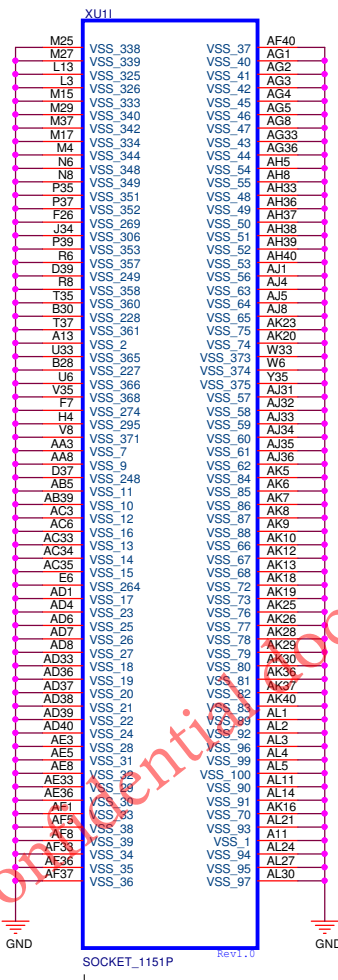 XU1I
M25 VSS_338 VSS_37 AF40
M27 VSS_339 VSS_40 AG1
L13 VSS_325 VSS_41 AG2
L3 VSS_326 VSS_42 AG3
M15 VSS_333 VSS_45 AG4
M29 VSS_340 VSS_46 AG5
M37 VSS_342 VSS_47 AG8
M17 VSS_334 VSS_43 AG33
M4 VSS_344 VSS_44 AG36
N6 VSS_348 VSS_54 AH5
N8 VSS_349 VSS_55 AH8
P35 VSS_351 VSS_48 AH33
P37 VSS_352 VSS_49 AH36
F26 VSS_269 VSS_50 AH37
J34 VSS_306 VSS_51 AH38
P39 VSS_353 VSS_52 AH39
R6 VSS_357 VSS_53 AH40
D39 VSS_249 VSS_56 AJ1
R8 VSS_358 VSS_63 AJ4
T35 VSS_360 VSS_64 AJ5
B30 VSS_228 VSS_65 AJ8
T37 VSS_361 VSS_75 AK23
A13 VSS_2 VSS_74 AK20
U33 VSS_365 VSS_373 W33
B28 VSS_227 VSS_374 W6
U6 VSS_366 VSS_375 Y35
V35 VSS_368 VSS_57 AJ31
F7 VSS_274 VSS_58 AJ32
H4 VSS_295 VSS_59 AJ33
V8 VSS_371 VSS_60 AJ34
AA3 VSS_7 VSS_61 AJ35
AA8 VSS_9 VSS_62 AJ36
D37 VSS_248 VSS_84 AK5
AB5 VSS_11 VSS_85 AK6
AB39 VSS_10 VSS_86 AK7
AC3 VSS_12 VSS_87 AK8
AC6 VSS_16 VSS_88 AK9
AC33 VSS_13 VSS_66 AK10
AC34 VSS_14 VSS_67 AK12
AC35 VSS_15 VSS_68 AK13
E6 VSS_264 VSS_72 AK18
AD1 VSS_17 VSS_73 AK19
AD4 VSS_23 VSS_76 AK25
AD6 VSS_25 VSS_77 AK26
AD7 VSS_26 VSS_78 AK28
AD8 VSS_27 VSS_79 AK29
AD33 VSS_18 VSS_80 AK30
AD36 VSS_19 VSS_81 AK36
AD37 VSS_20 VSS_82 AK37
AD38 VSS_21 VSS_83 AK40
AD39 VSS_22 VSS_89 AL1
AD40 VSS_24 VSS_92 AL2
AE3 VSS_28 VSS_96 AL3
AE5 VSS_31 VSS_99 AL4
AE8 VSS_32 VSS_100 AL5
AE33 VSS_29 VSS_90 AL11
AE36 VSS_30 VSS_91 AL14
AF1 VSS_33 VSS_70 AK16
AF5 VSS_38 VSS_93 AL21
AF8 VSS_39 VSS_1 A11
AF33 VSS_34 VSS_94 AL24
AF36 VSS_35 VSS_95 AL27
AF37 VSS_36 VSS_97 AL30
GND GND
SOCKET_1151P Rev1.0